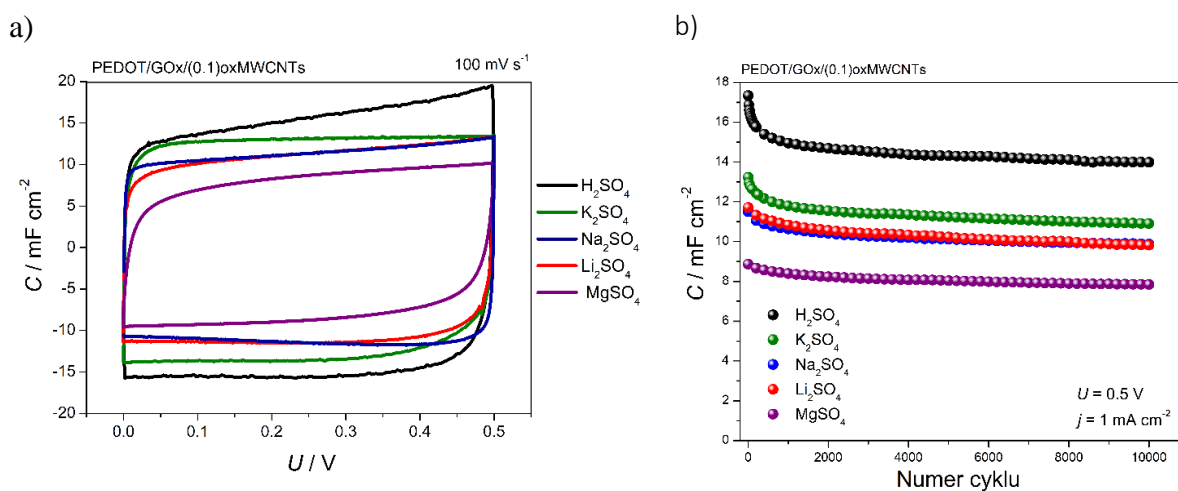 a)
PEDOT/GOx/(0.1)oxMWCNTs
100 mV s⁻¹
20
15
10
5
0
-5
-10
-15
-20
C / mF cm⁻²
0.0 0.1 0.2 0.3 0.4 0.5
U / V
H₂SO₄
K₂SO₄
Na₂SO₄
Li₂SO₄
MgSO₄
b)
PEDOT/GOx/(0.1)oxMWCNTs
18
16
14
12
10
8
6
4
2
0
C / mF cm⁻²
H₂SO₄
K₂SO₄
Na₂SO₄
Li₂SO₄
MgSO₄
U = 0.5 V
j = 1 mA cm⁻²
0 2000 4000 6000 8000 10000
Numer cyklu